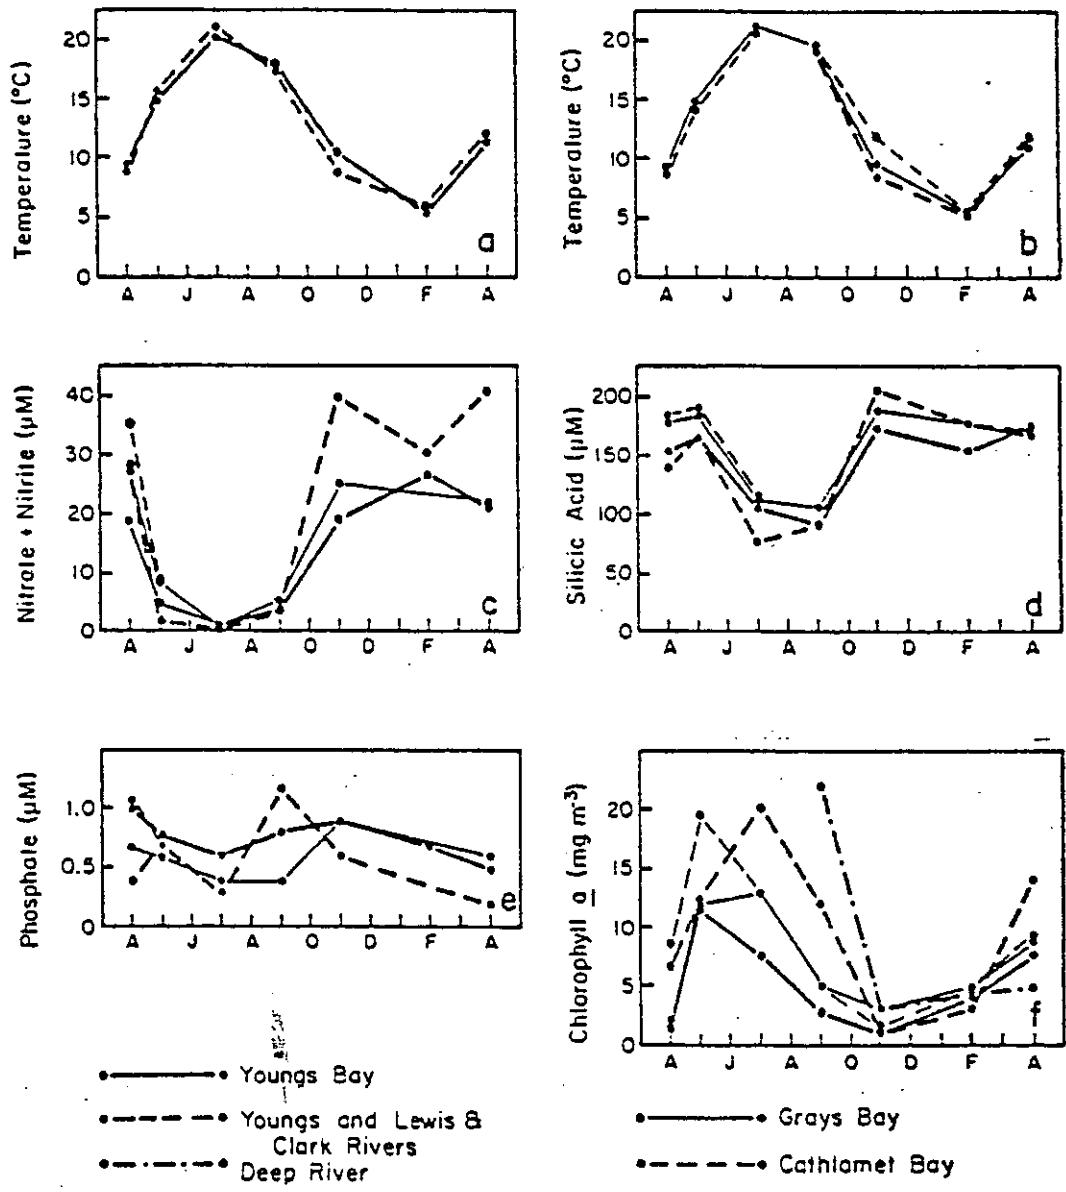 Temperature (°C)
20
15
10
5
0
a
A J A O D F A
Temperature (°C)
20
15
10
5
0
b
A J A O D F A
Nitrate + Nitrite (µM)
40
30
20
10
0
c
A J A O D F A
Silicic Acid (µM)
200
150
100
50
0
d
A J A O D F A
Phosphate (µM)
1.0
0.5
0
e
A J A O D F A
Chlorophyll a (mg m⁻³)
20
15
10
5
0
f
A J A O D F A
Youngs Bay
Youngs and Lewis &
Clark Rivers
Deep River
Grays Bay
Cathlamet Bay